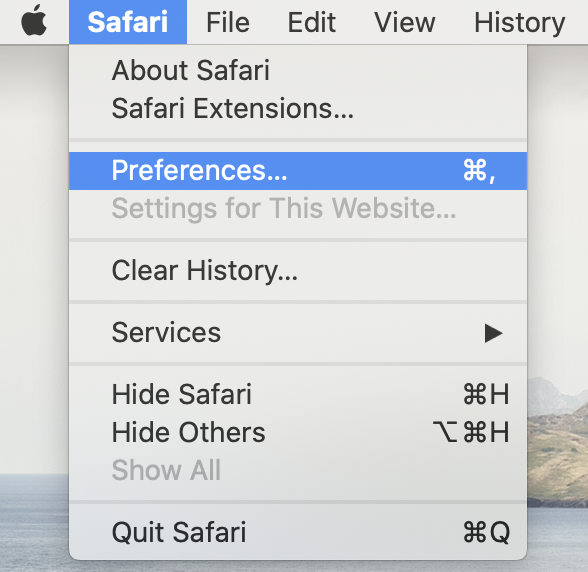 Safari File Edit View History
About Safari
Safari Extensions...
Preferences... ⌘,
Settings for This Website...
Clear History...
Services ▶
Hide Safari ⌘H
Hide Others ⌥⌘H
Show All
Quit Safari ⌘Q